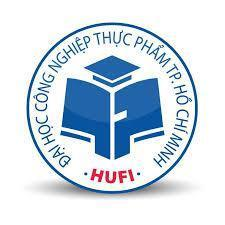 ĐẠI HỌC CÔNG NGHIỆP THỰC PHẨM TP. HỒ CHÍ MINH
· HUFI ·